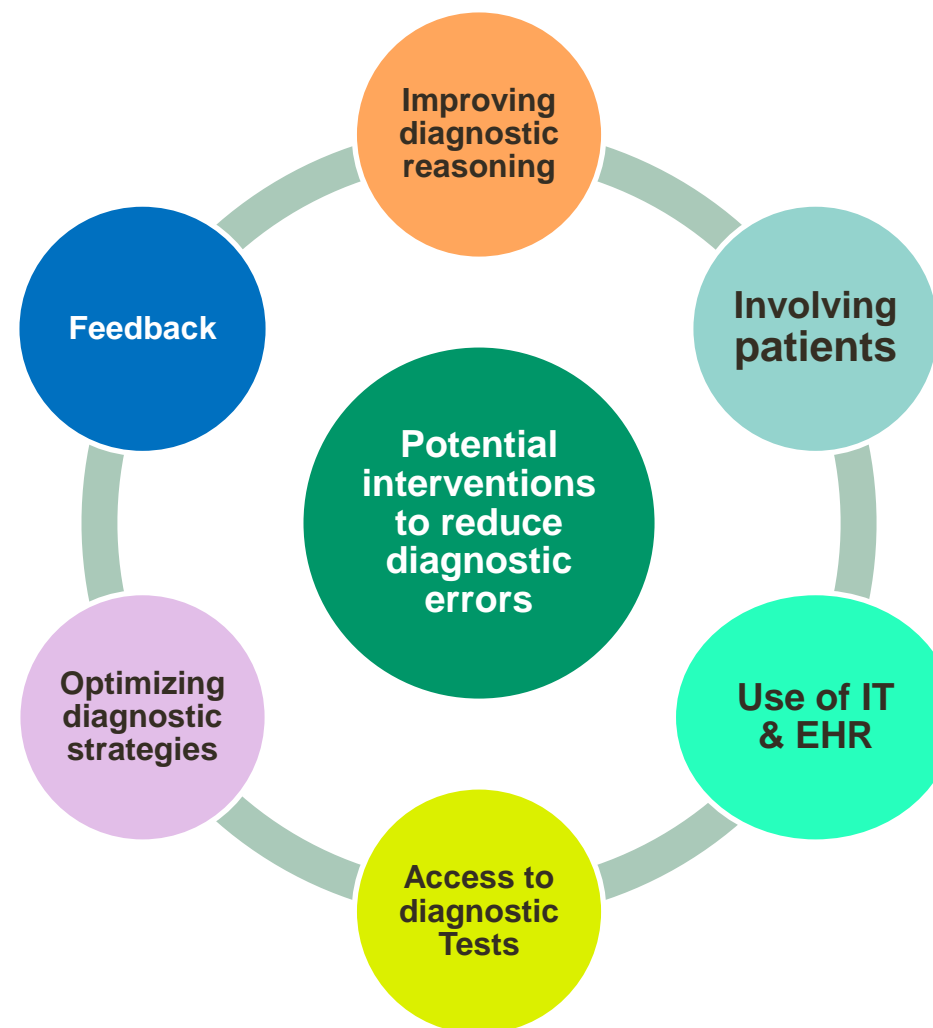 Improving
diagnostic
reasoning
Involving
patients
Use of IT
& EHR
Access to
diagnostic
Tests
Optimizing
diagnostic
strategies
Feedback
Potential
interventions
to reduce
diagnostic
errors